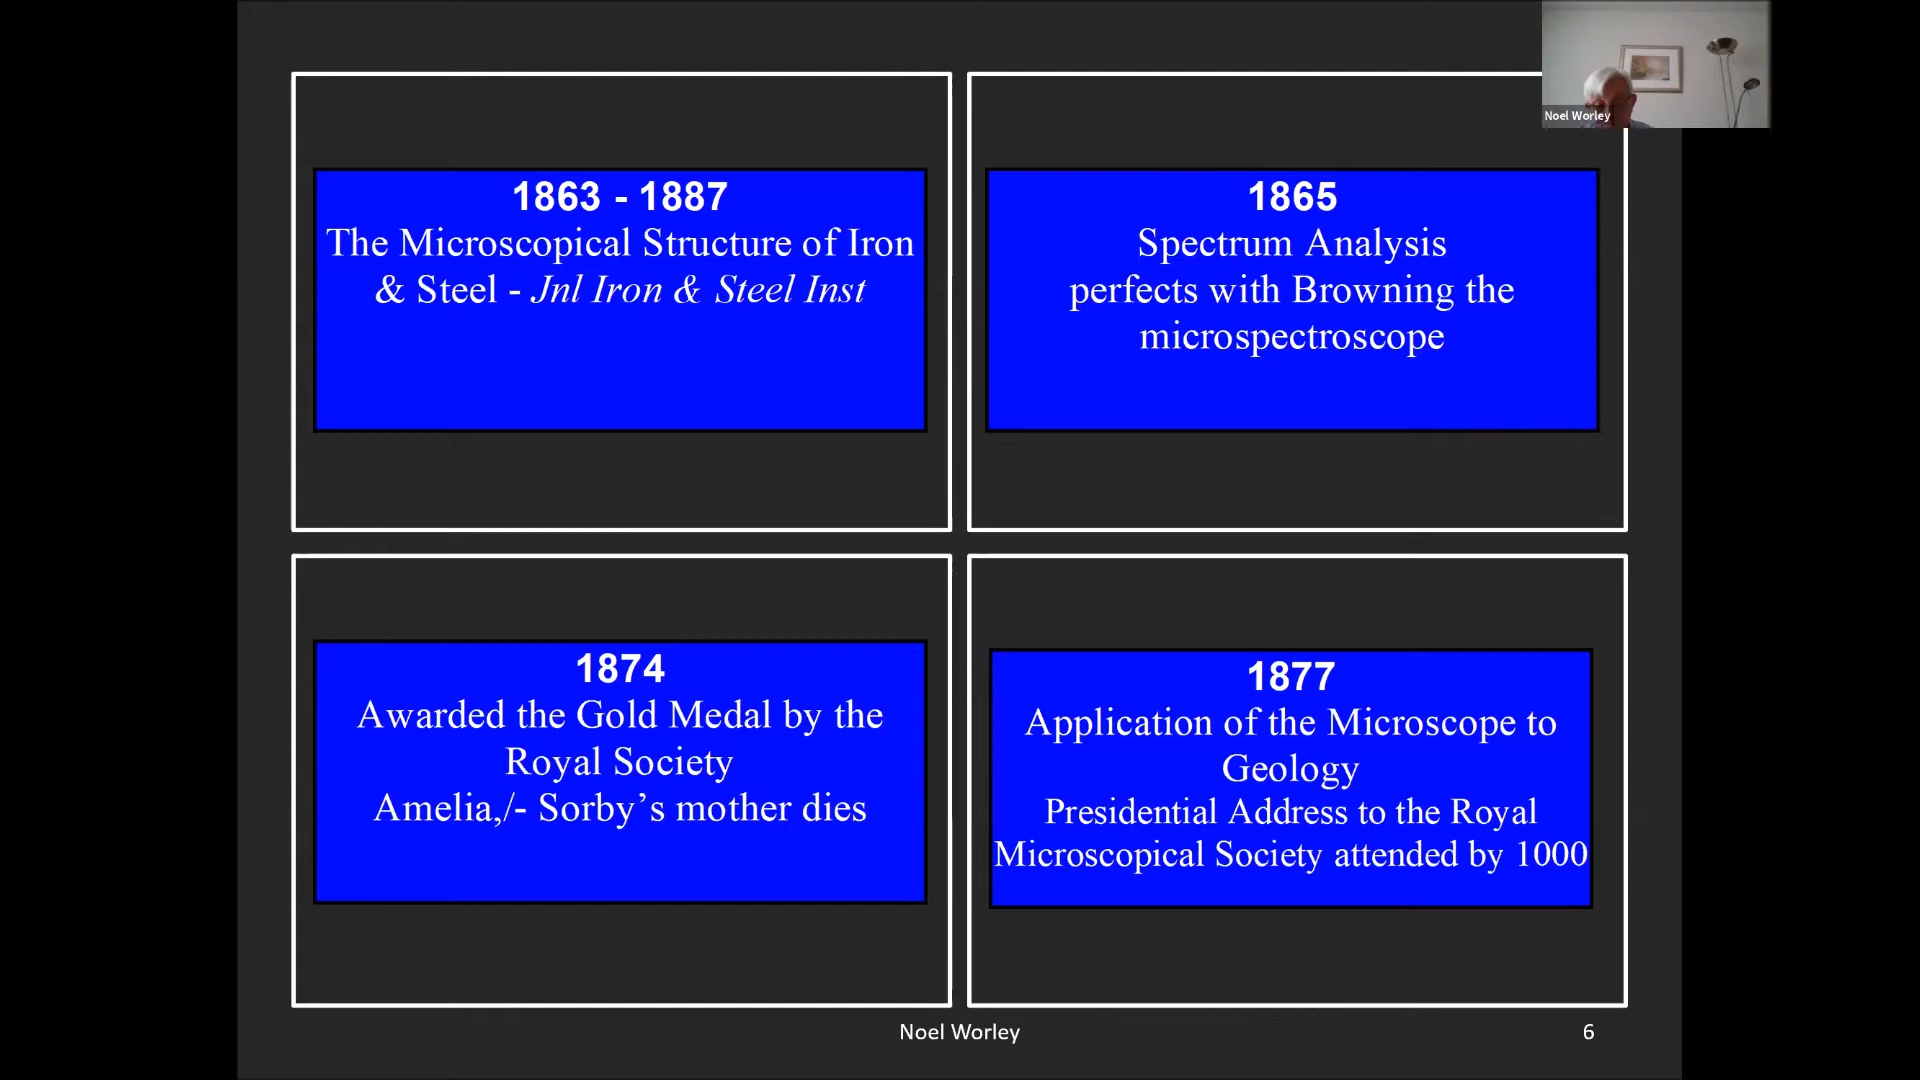 Noel Worley
1863 - 1887
The Microscopical Structure of Iron
& Steel - Jnl Iron & Steel Inst
1865
Spectrum Analysis
perfects with Browning the
microspectroscope
1874
Awarded the Gold Medal by the
Royal Society
Amelia,/- Sorby’s mother dies
1877
Application of the Microscope to
Geology
Presidential Address to the Royal
Microscopical Society attended by 1000
Noel Worley
6